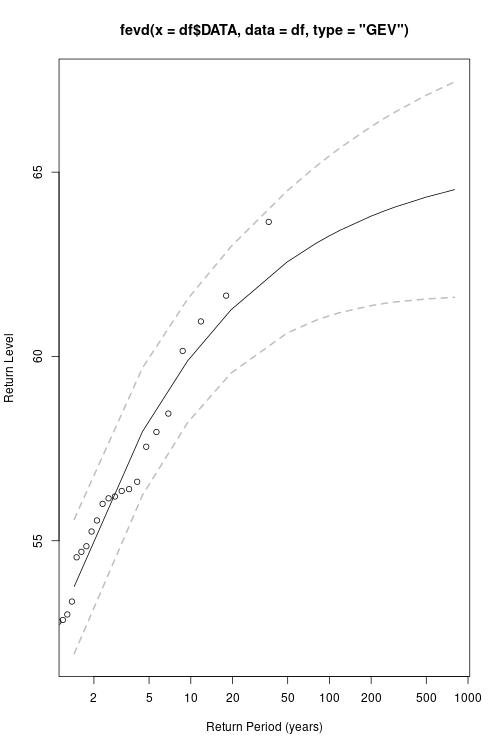 fevd(x = df$DATA, data = df, type = "GEV")
65
60
55
Return Level
2 5 10 20 50 100 200 500 1000
Return Period (years)